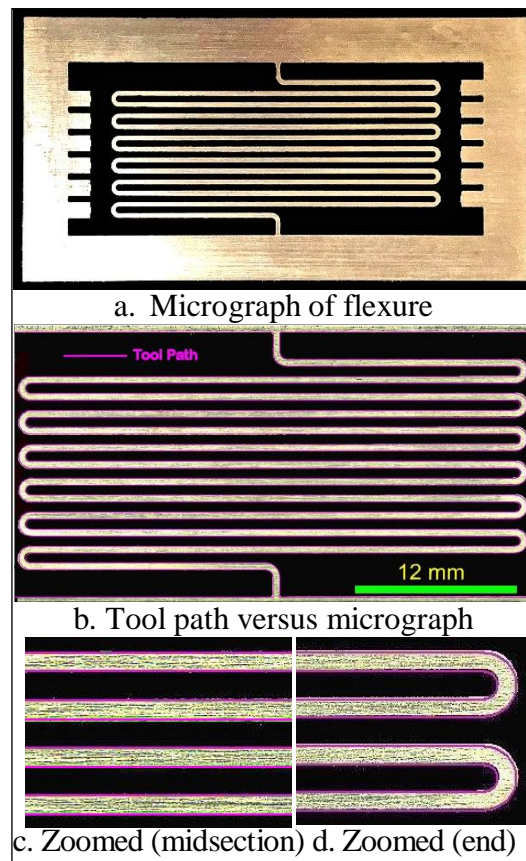 a. Micrograph of flexure
Tool Path
12 mm
b. Tool path versus micrograph
c. Zoomed (midsection) d. Zoomed (end)